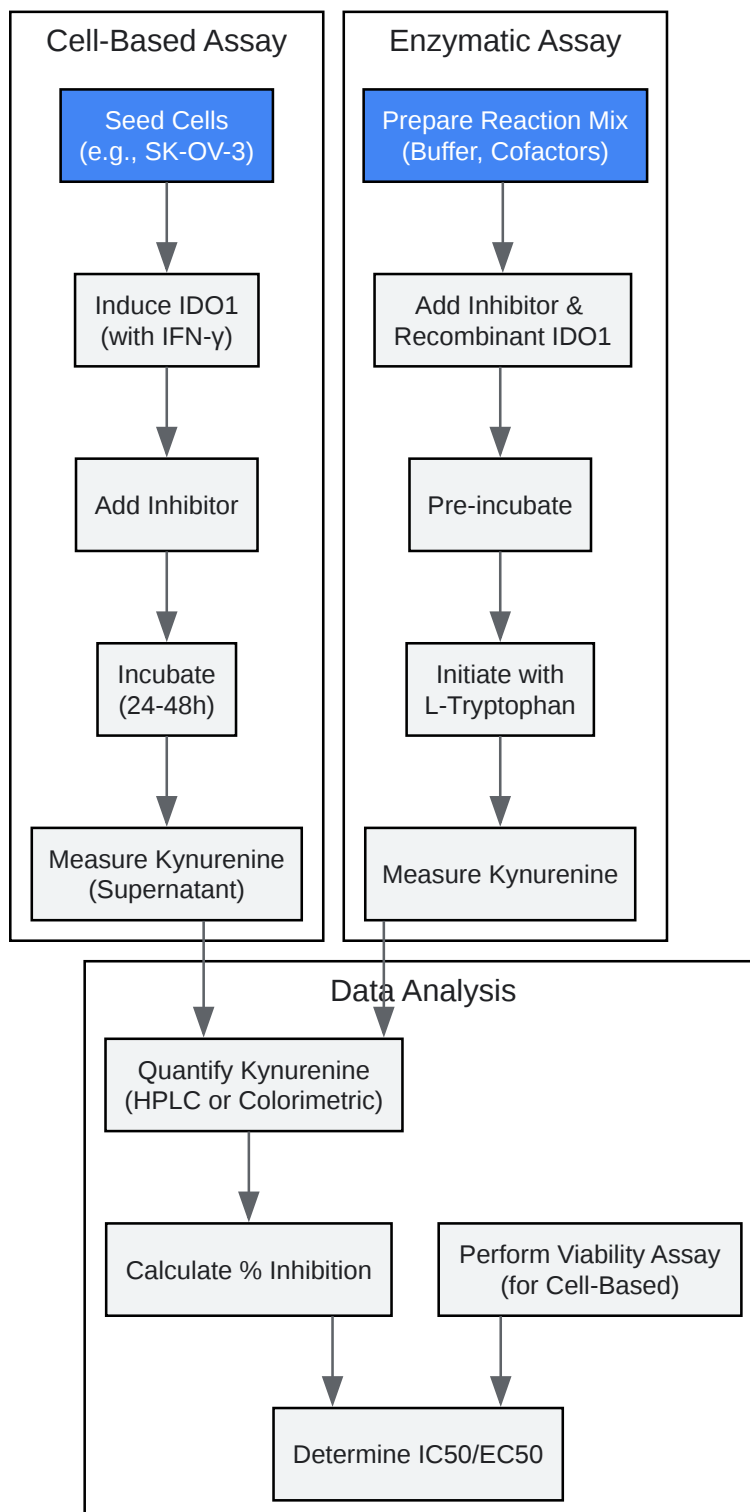 Cell-Based Assay
Seed Cells
(e.g., SK-OV-3)
Induce IDO1
(with IFN-γ)
Add Inhibitor
Incubate
(24-48h)
Measure Kynurenine
(Supernatant)
Enzymatic Assay
Prepare Reaction Mix
(Buffer, Cofactors)
Add Inhibitor &
Recombinant IDO1
Pre-incubate
Initiate with
L-Tryptophan
Measure Kynurenine
Data Analysis
Quantify Kynurenine
(HPLC or Colorimetric)
Calculate % Inhibition
Perform Viability Assay
(for Cell-Based)
Determine IC50/EC50